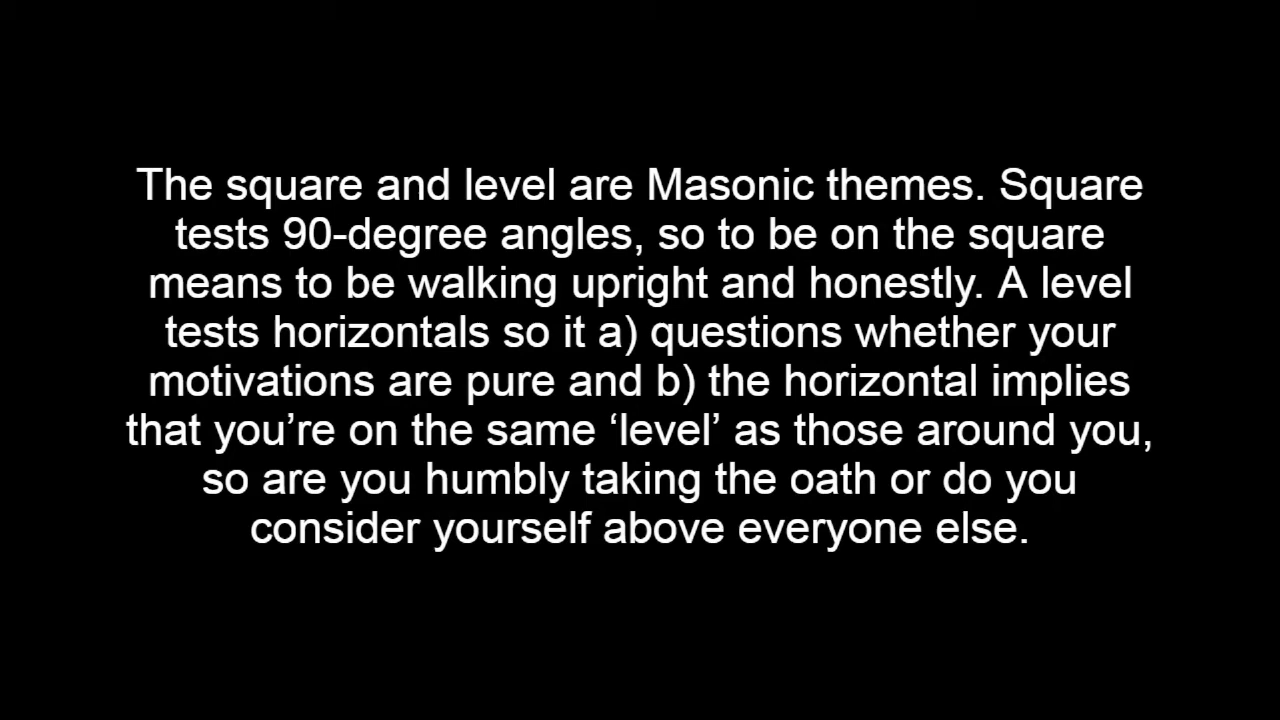 The square and level are Masonic themes. Square
tests 90-degree angles, so to be on the square
means to be walking upright and honestly. A level
tests horizontals so it a) questions whether your
motivations are pure and b) the horizontal implies
that you’re on the same ‘level’ as those around you,
so are you humbly taking the oath or do you
consider yourself above everyone else.